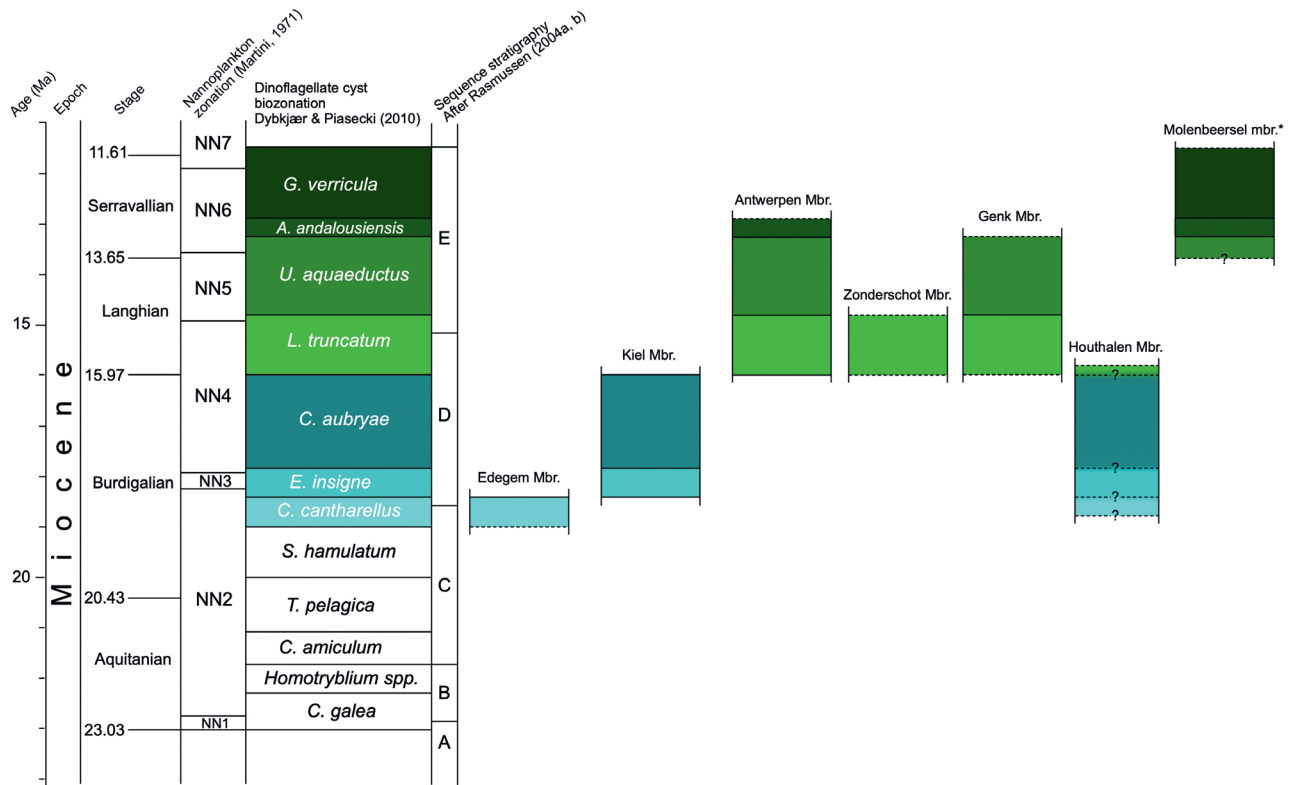 Age (Ma)
Epoch
Stage
Nannoplankton
zonation (Martini, 1971)
Dinoflagellate cyst
biozonation
Dybkjær & Piasecki (2010)
Sequence stratigraphy
After Rasmussen (2004a, b)
15
20
Miocene
11.61
Serravallian
13.65
Langhian
15.97
Burdigalian
20.43
Aquitanian
23.03
NN7
NN6
NN5
NN4
NN3
NN2
NN1
G. verricula
A. andalousiensis
U. aquaeductus
L. truncatum
C. aubryae
E. insigne
C. cantharellus
S. hamulatum
T. pelagica
C. amiculum
Homotryblium spp.
C. galea
E
D
C
B
A
Edegem Mbr.
Kiel Mbr.
Antwerpen Mbr.
Zonderschot Mbr.
Genk Mbr.
Houthalen Mbr.
?
?
?
?
Molenbeersel mbr.*
?